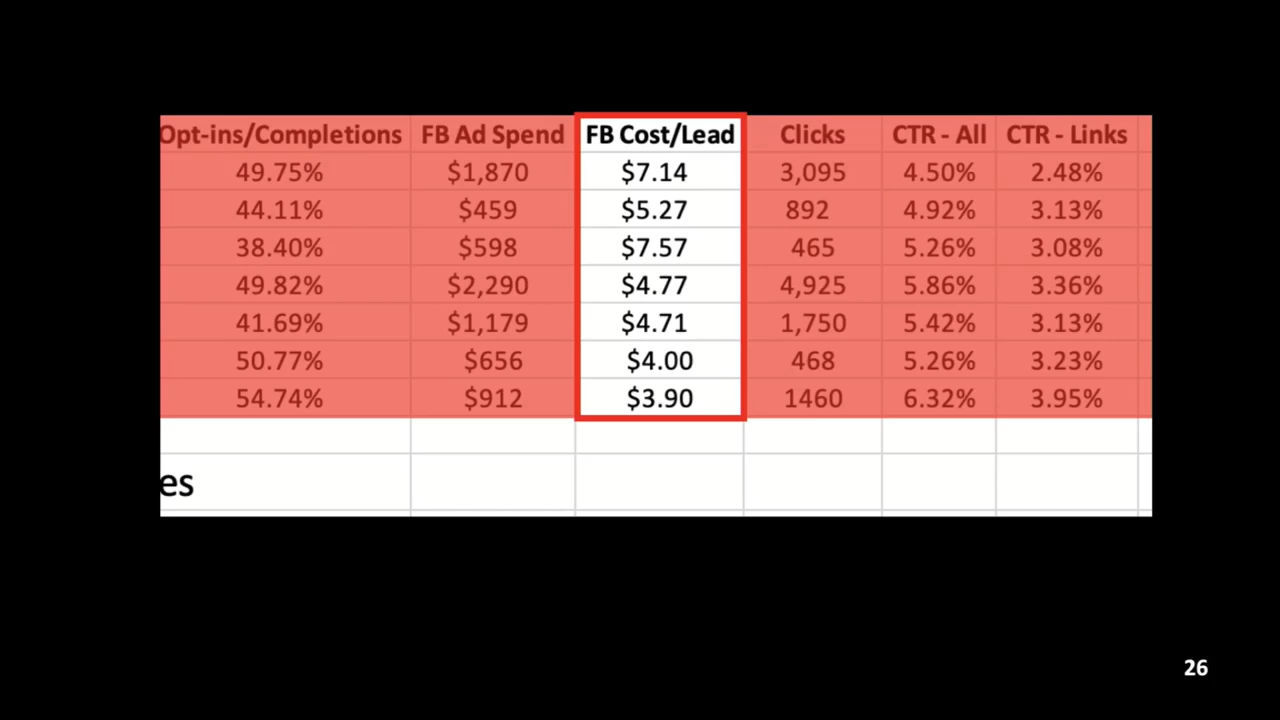 Opt-ins/Completions FB Ad Spend FB Cost/Lead Clicks CTR - All CTR - Links
49.75% $1,870 $7.14 3,095 4.50% 2.48%
44.11% $459 $5.27 892 4.92% 3.13%
38.40% $598 $7.57 465 5.26% 3.08%
49.82% $2,290 $4.77 4,925 5.86% 3.36%
41.69% $1,179 $4.71 1,750 5.42% 3.13%
50.77% $656 $4.00 468 5.26% 3.23%
54.74% $912 $3.90 1460 6.32% 3.95%
es
26